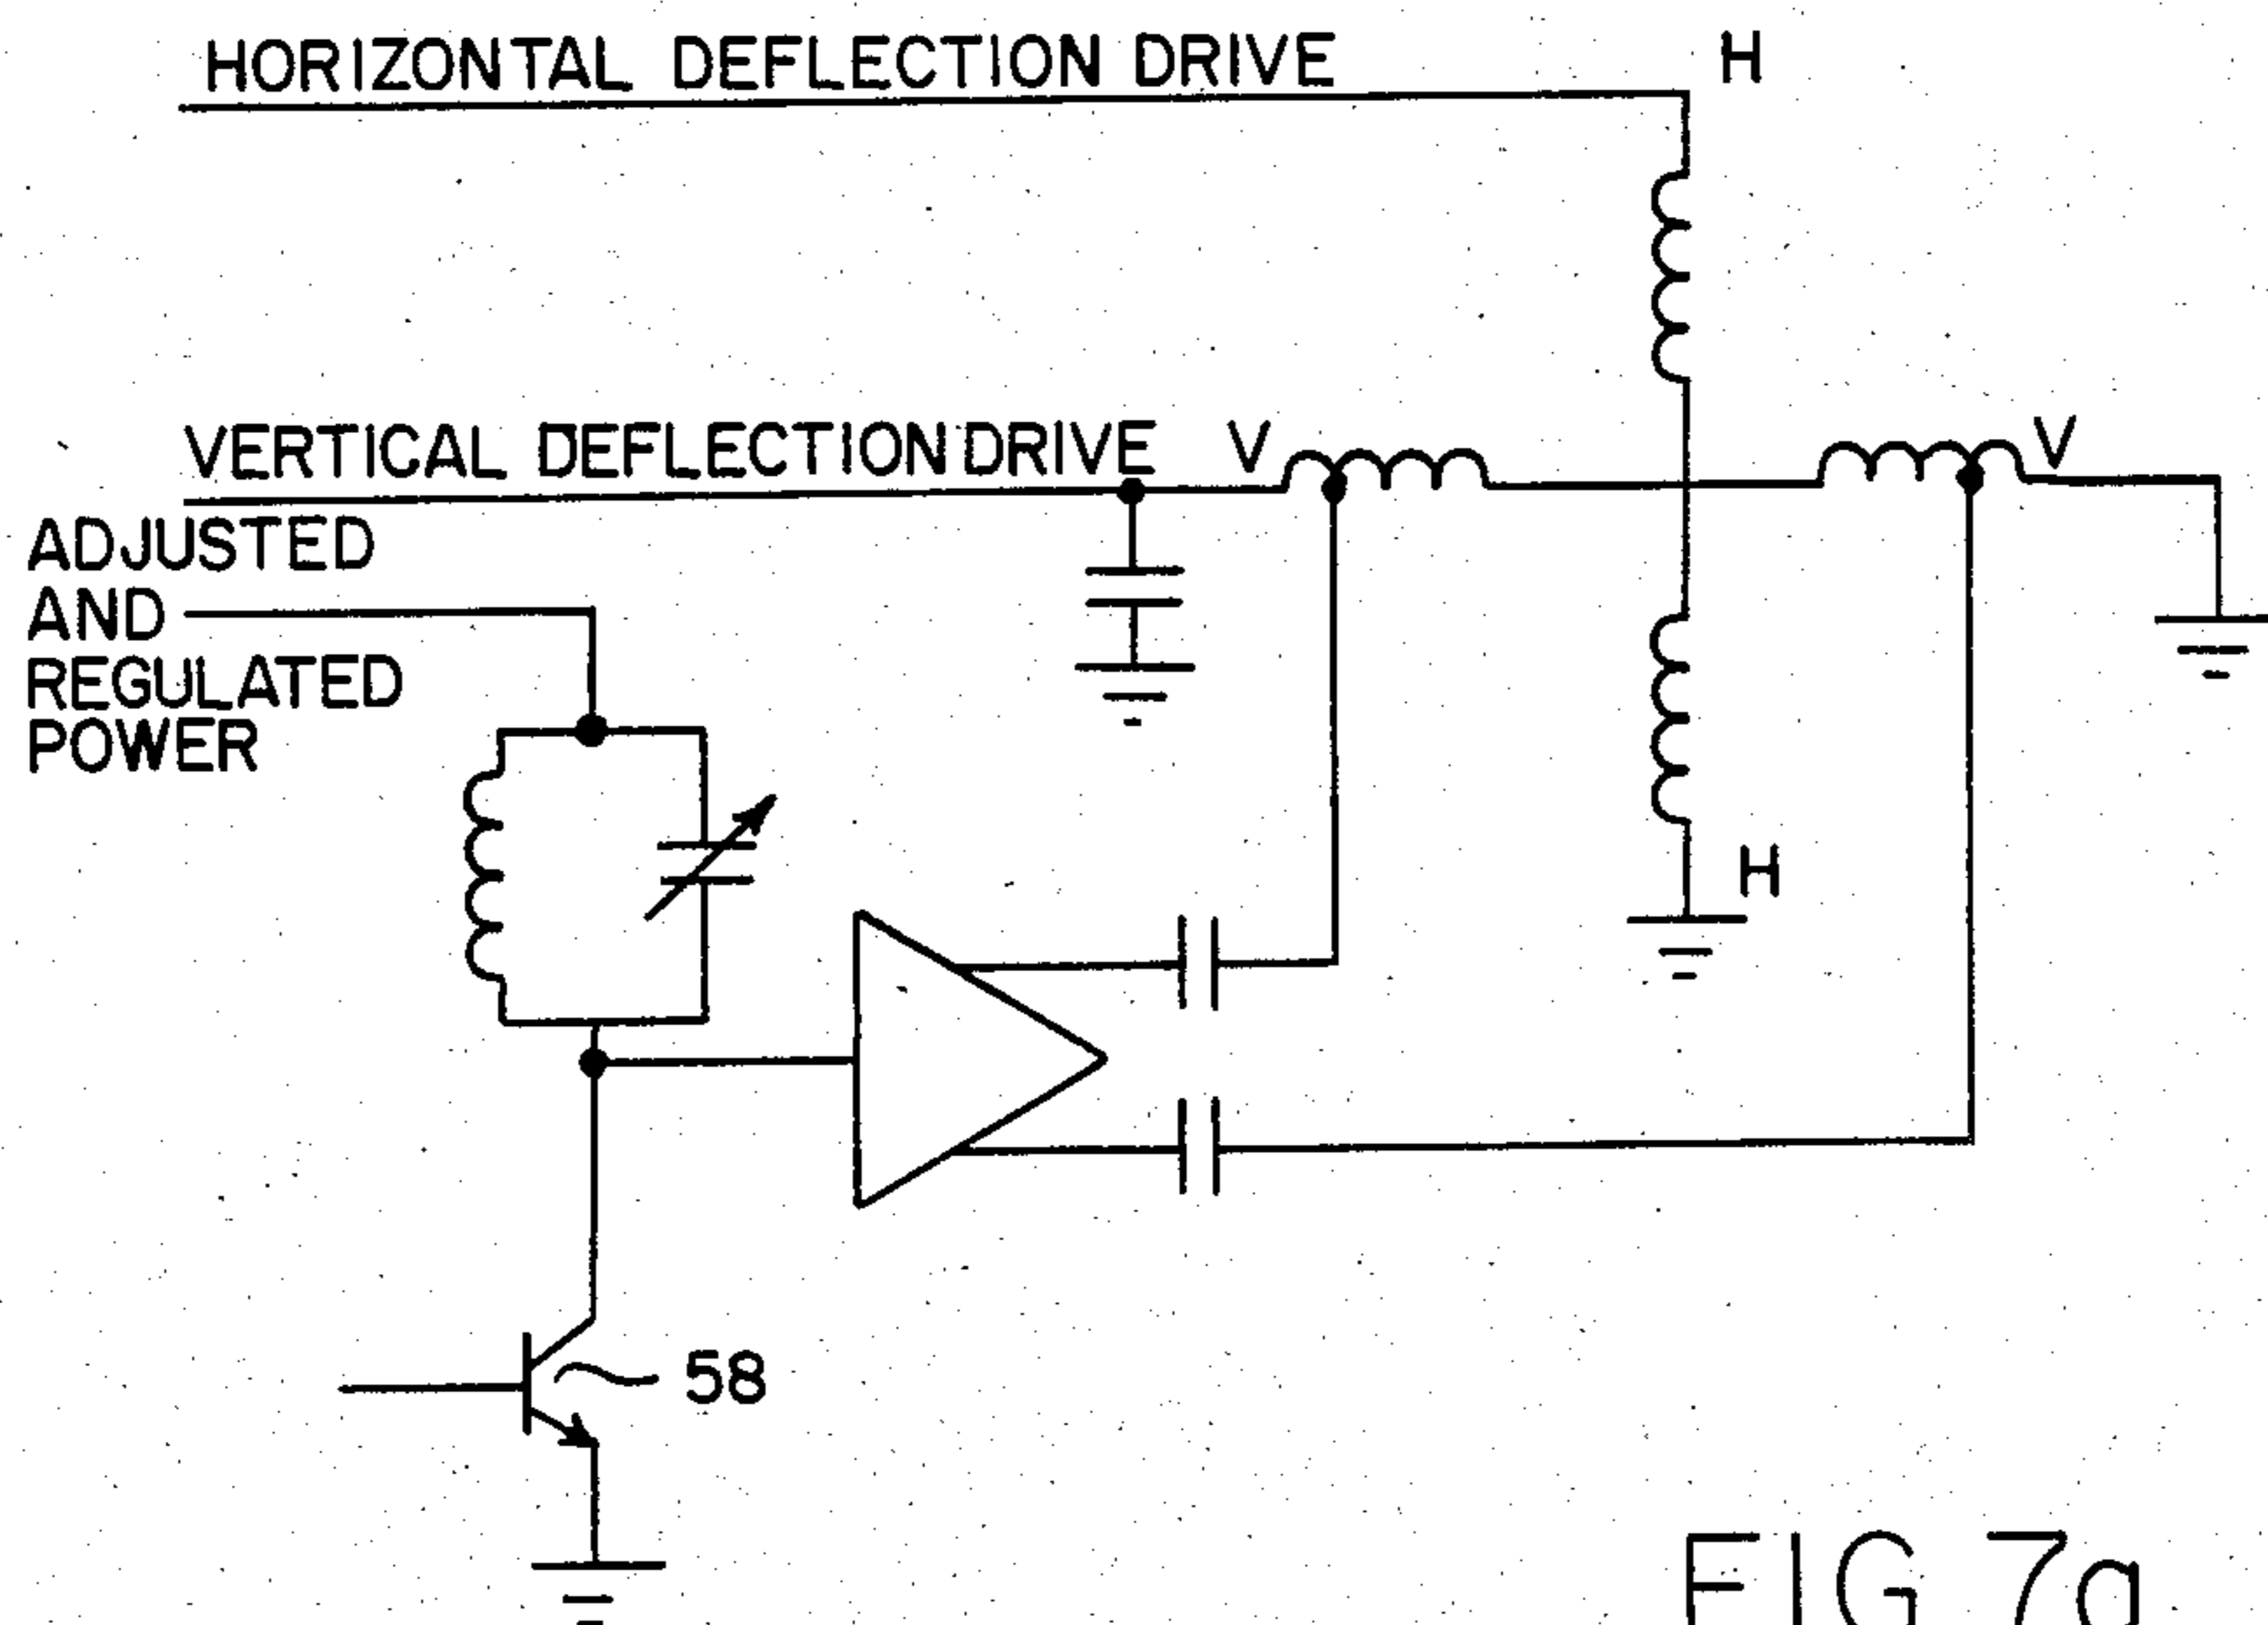 HORIZONTAL DEFLECTION DRIVE
H
VERTICAL DEFLECTION DRIVE
V
V
ADJUSTED
AND
REGULATED
POWER
H
58
FIG 7a